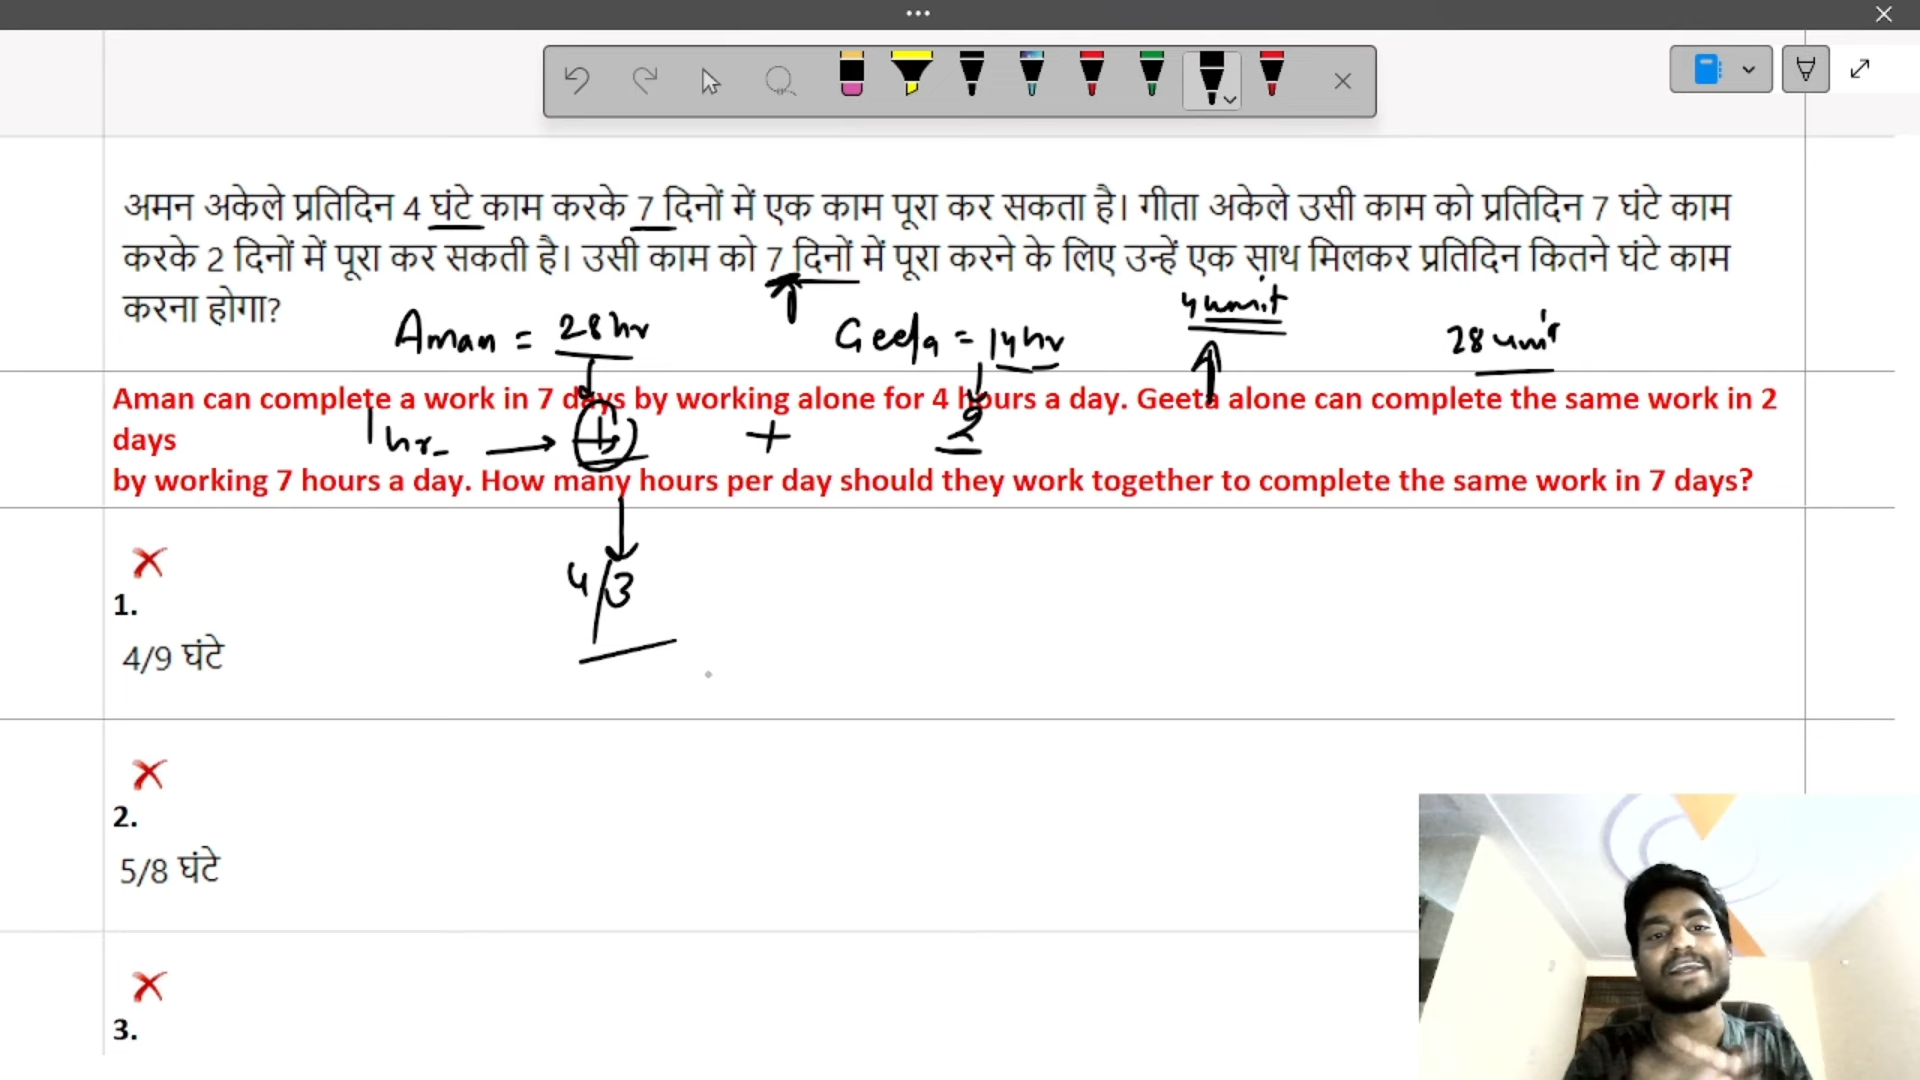 अमन अकेले प्रतिदिन 4 घंटे काम करके 7 दिनों में एक काम पूरा कर सकता है। गीता अकेले उसी काम को प्रतिदिन 7 घंटे काम
करके 2 दिनों में पूरा कर सकती है। उसी काम को 7 दिनों में पूरा करने के लिए उन्हें एक साथ मिलकर प्रतिदिन कितने घंटे काम
करना होगा?
Aman = 28 hr Geeta = 14 hr 4 unit 28 unit
Aman can complete a work in 7 days by working alone for 4 hours a day. Geeta alone can complete the same work in 2
days
1 hr → + 2
by working 7 hours a day. How many hours per day should they work together to complete the same work in 7 days?
4/3
1.
4/9 घंटे
2.
5/8 घंटे
3.